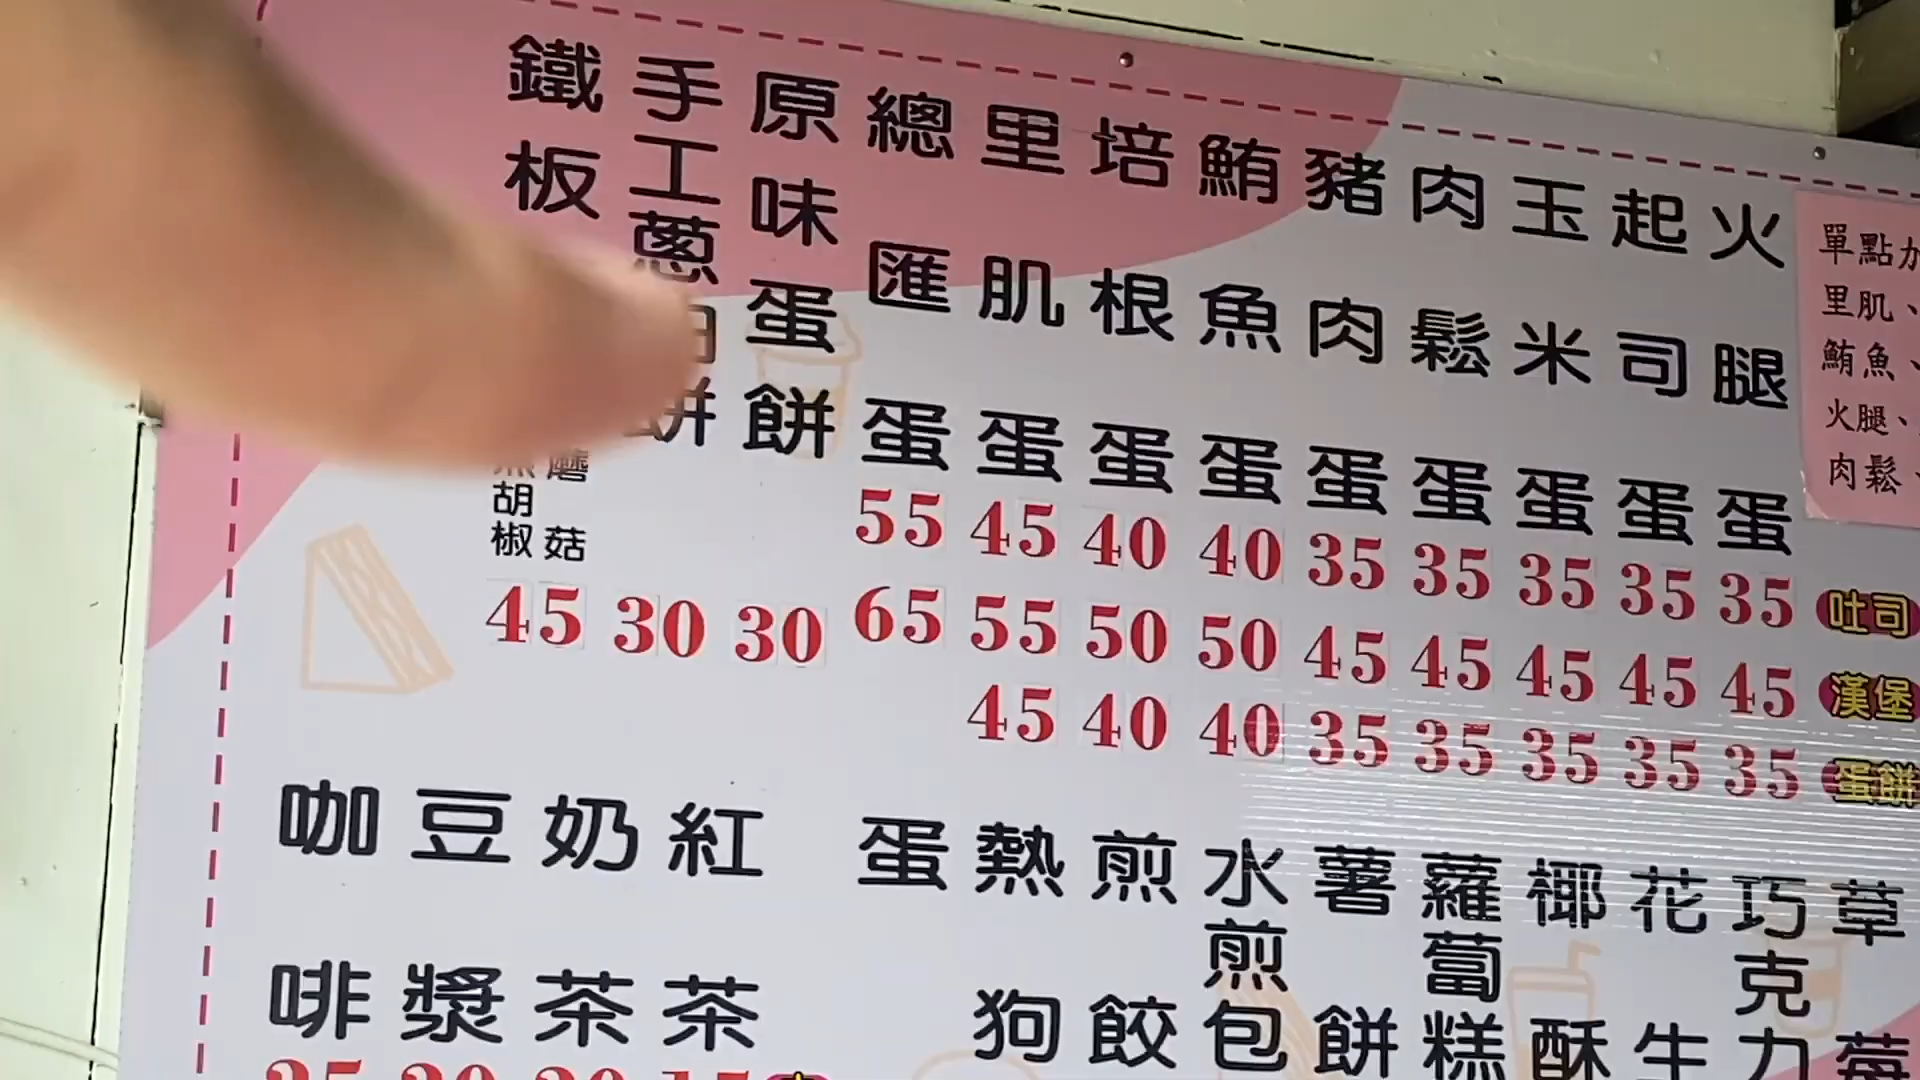 火腿蛋 35 45 35
起司蛋 35 45 35
玉米蛋 35 45 35
肉鬆蛋 35 45 35
豬肉蛋 35 45 35
鮪魚蛋 40 50 40
培根蛋 40 50 40
里肌蛋 45 55 45
總匯蛋 55 65
原味蛋餅 30
手工蔥 餅 30
鐵板
蘑菇
胡椒
45
吐司
漢堡
蛋餅
單點加
里肌、
鮪魚、
火腿、
肉鬆、
草莓
巧克力
花生
椰酥
蘿蔔糕
薯餅
水煎包
煎餃
熱狗
蛋
紅茶
奶茶
豆漿
咖啡